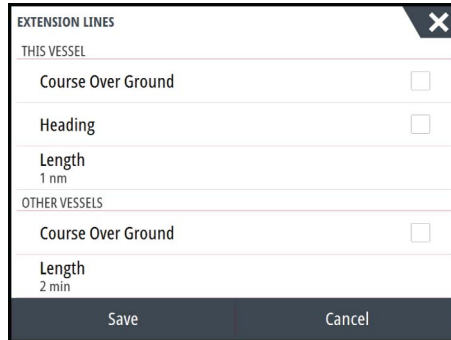 EXTENSION LINES
THIS VESSEL
Course Over Ground
Heading
Length
1 nm
OTHER VESSELS
Course Over Ground
Length
2 min
Save Cancel